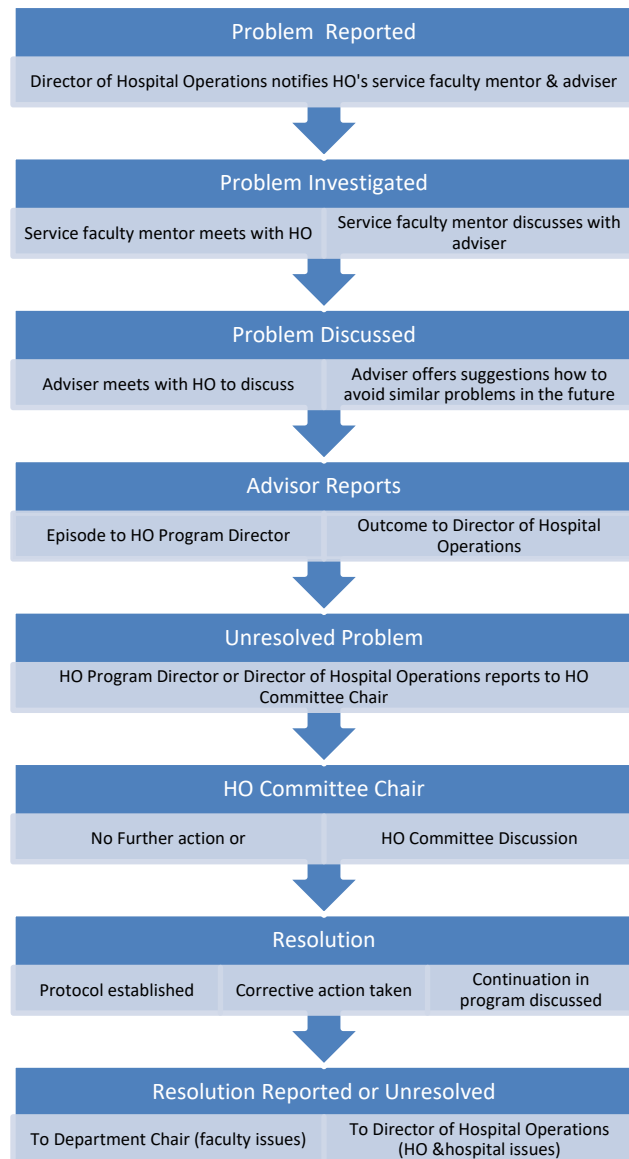 Problem  Reported
Director of Hospital Operations notifies HO's service faculty mentor & adviser
Problem Investigated
Service faculty mentor meets with HO
Service faculty mentor discusses with
adviser
Problem Discussed
Adviser meets with HO to discuss
Adviser offers suggestions how to
avoid similar problems in the future
Advisor Reports
Episode to HO Program Director
Outcome to Director of Hospital
Operations
Unresolved Problem
HO Program Director or Director of Hospital Operations reports to HO
Committee Chair
HO Committee Chair
No Further action or
HO Committee Discussion
Resolution
Protocol established
Corrective action taken
Continuation in
program discussed
Resolution Reported or Unresolved
To Department Chair (faculty issues)
To Director of Hospital Operations
(HO &hospital issues)